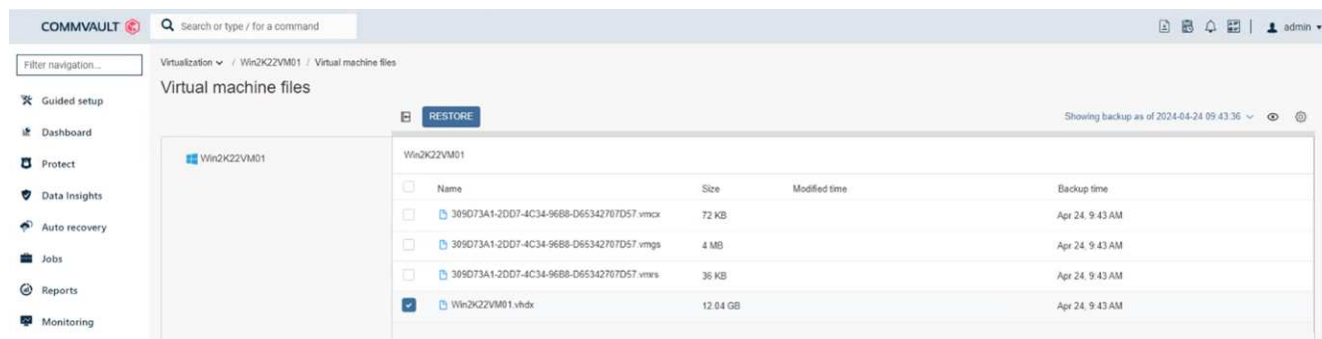 COMMVAULT Search or type / for a command admin
Filter navigation...
Guided setup
Dashboard
Protect
Data Insights
Auto recovery
Jobs
Reports
Monitoring
Virtualization / Win2K22VM01 / Virtual machine files
Virtual machine files
RESTORE Showing backup as of 2024-04-24 09:43:36
Win2K22VM01
Win2K22VM01
Name Size Modified time Backup time
309D73A1-2DD7-4C34-96B8-D65342707D57.vmcx 72 KB Apr 24, 9:43 AM
309D73A1-2DD7-4C34-96B8-D65342707D57.vmgs 4 MB Apr 24, 9:43 AM
309D73A1-2DD7-4C34-96B8-D65342707D57.vmrs 36 KB Apr 24, 9:43 AM
Win2K22VM01.vhdx 12.04 GB Apr 24, 9:43 AM